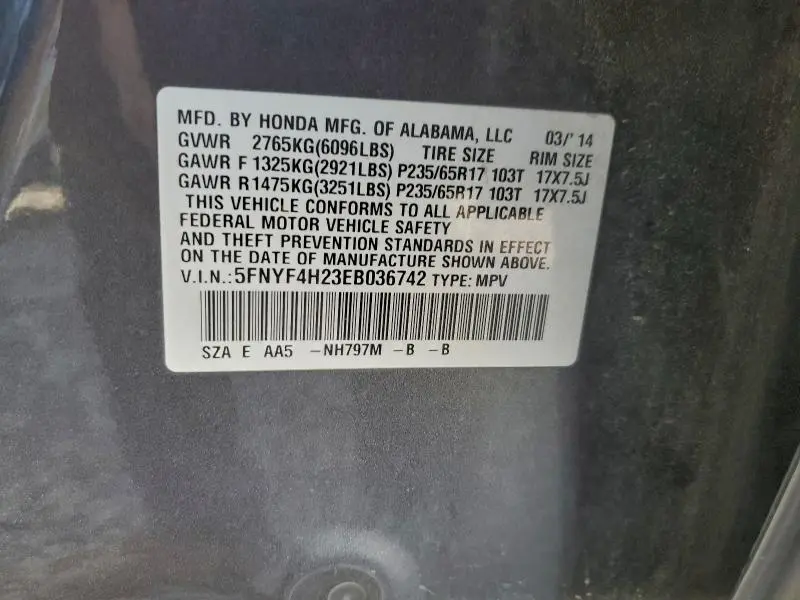 MFD. BY HONDA MFG. OF ALABAMA, LLC 03/'14
GVWR 2765KG(6096LBS) TIRE SIZE RIM SIZE
GAWR F 1325KG(2921LBS) P235/65R17 103T 17X7.5J
GAWR R1475KG(3251LBS) P235/65R17 103T 17X7.5J
THIS VEHICLE CONFORMS TO ALL APPLICABLE
FEDERAL MOTOR VEHICLE SAFETY
AND THEFT PREVENTION STANDARDS IN EFFECT
ON THE DATE OF MANUFACTURE SHOWN ABOVE.
V.I.N.:5FNYF4H23EB036742 TYPE: MPV
SZA E AA5 -NH797M -B -B